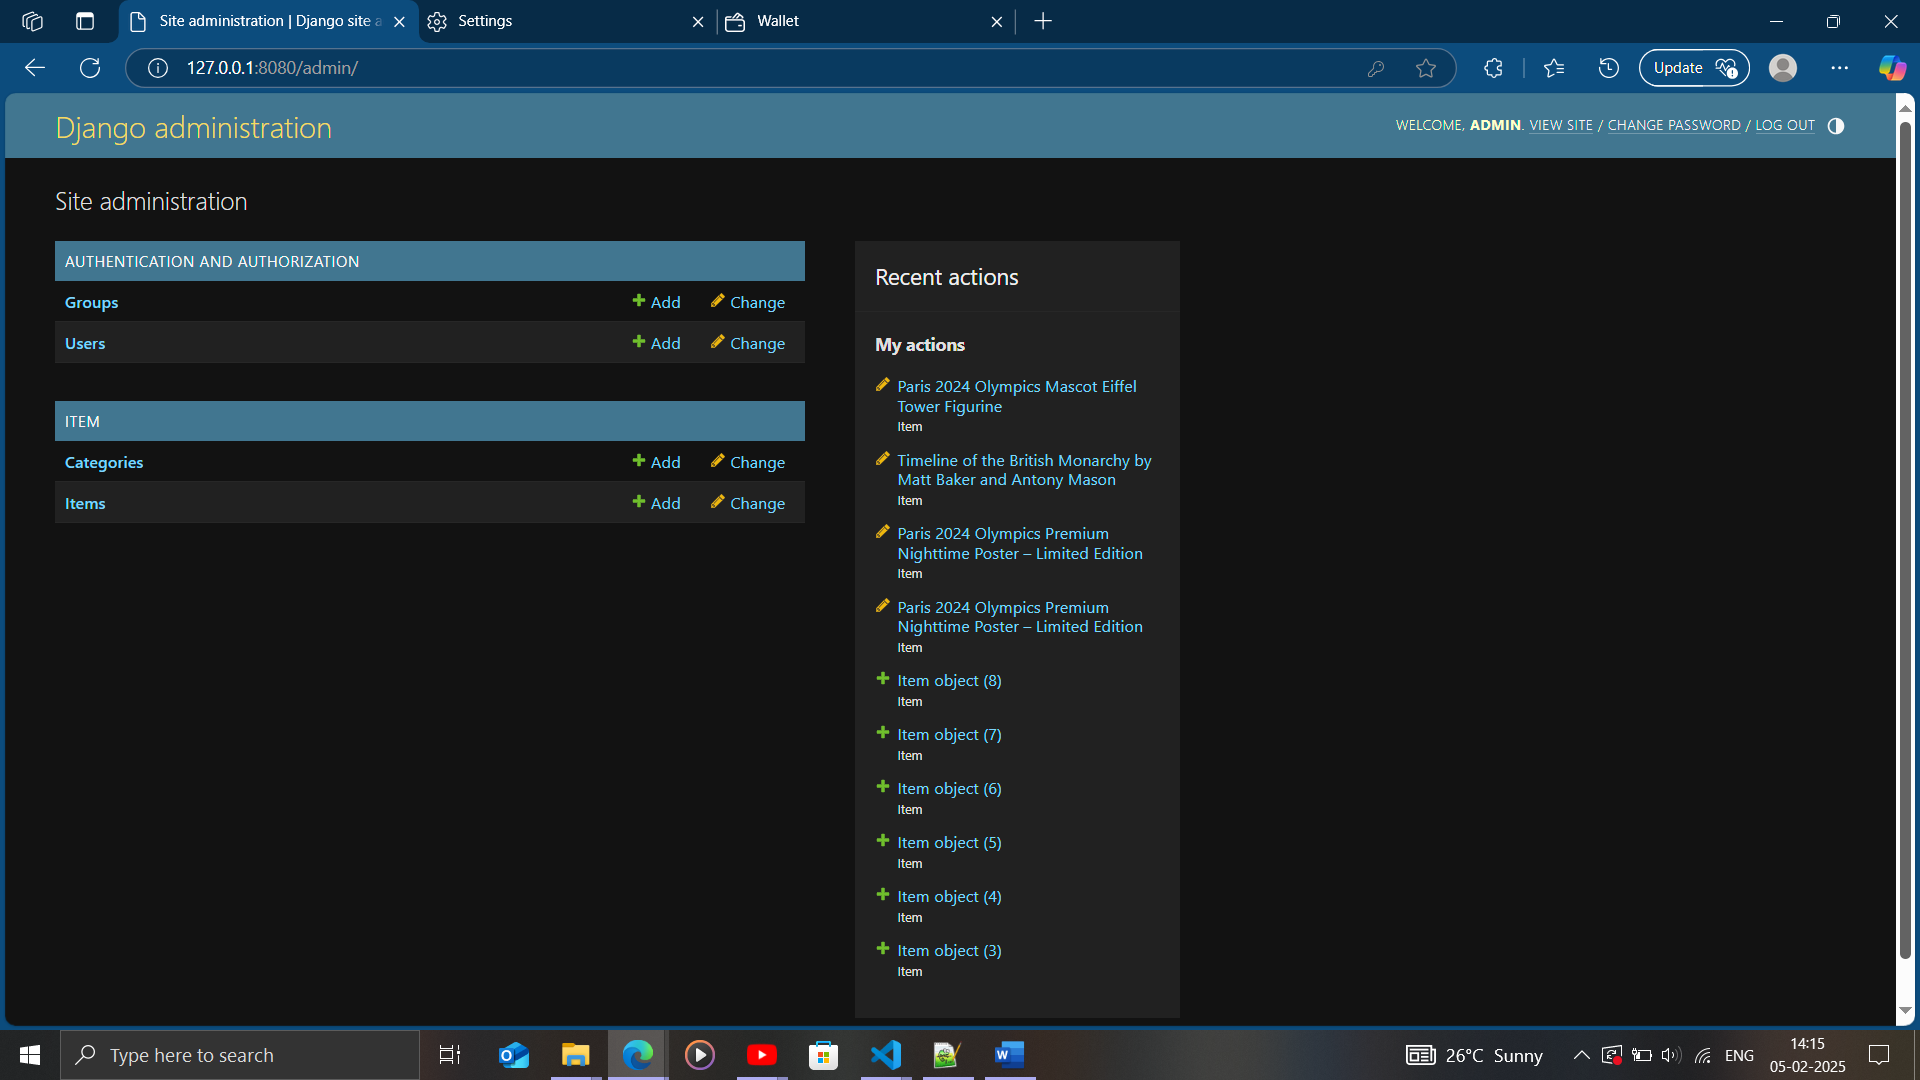 Site administration | Django site a
Settings
Wallet
127.0.0.1:8080/admin/
Update
Django administration
WELCOME, ADMIN. VIEW SITE / CHANGE PASSWORD / LOG OUT
Site administration
AUTHENTICATION AND AUTHORIZATION
Groups Add Change
Users Add Change
ITEM
Categories Add Change
Items Add Change
Recent actions
My actions
Paris 2024 Olympics Mascot Eiffel
Tower Figurine
Item
Timeline of the British Monarchy by
Matt Baker and Antony Mason
Item
Paris 2024 Olympics Premium
Nighttime Poster – Limited Edition
Item
Paris 2024 Olympics Premium
Nighttime Poster – Limited Edition
Item
Item object (8)
Item
Item object (7)
Item
Item object (6)
Item
Item object (5)
Item
Item object (4)
Item
Item object (3)
Item
Type here to search
26°C Sunny
ENG
14:15
05-02-2025